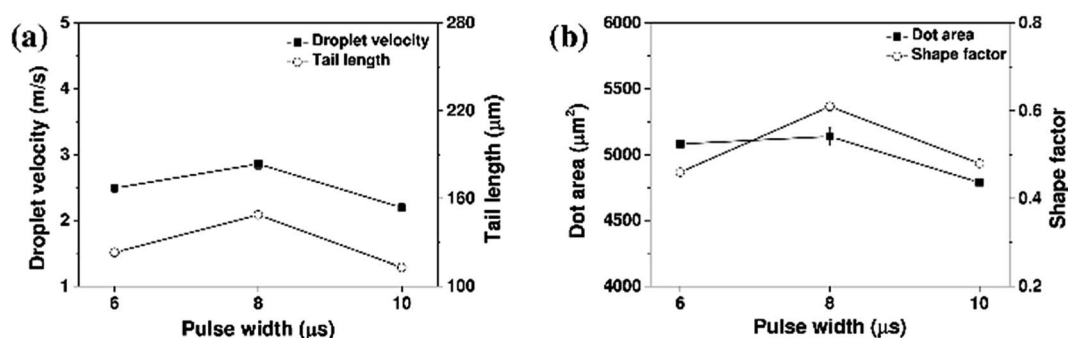 (a)
5
4
3
2
1
Droplet velocity (m/s)
280
220
160
100
Tail length (μm)
Droplet velocity
Tail length
6
8
10
Pulse width (μs)
(b)
6000
5500
5000
4500
4000
Dot area (μm²)
0.8
0.6
0.4
0.2
Shape factor
Dot area
Shape factor
6
8
10
Pulse width (μs)